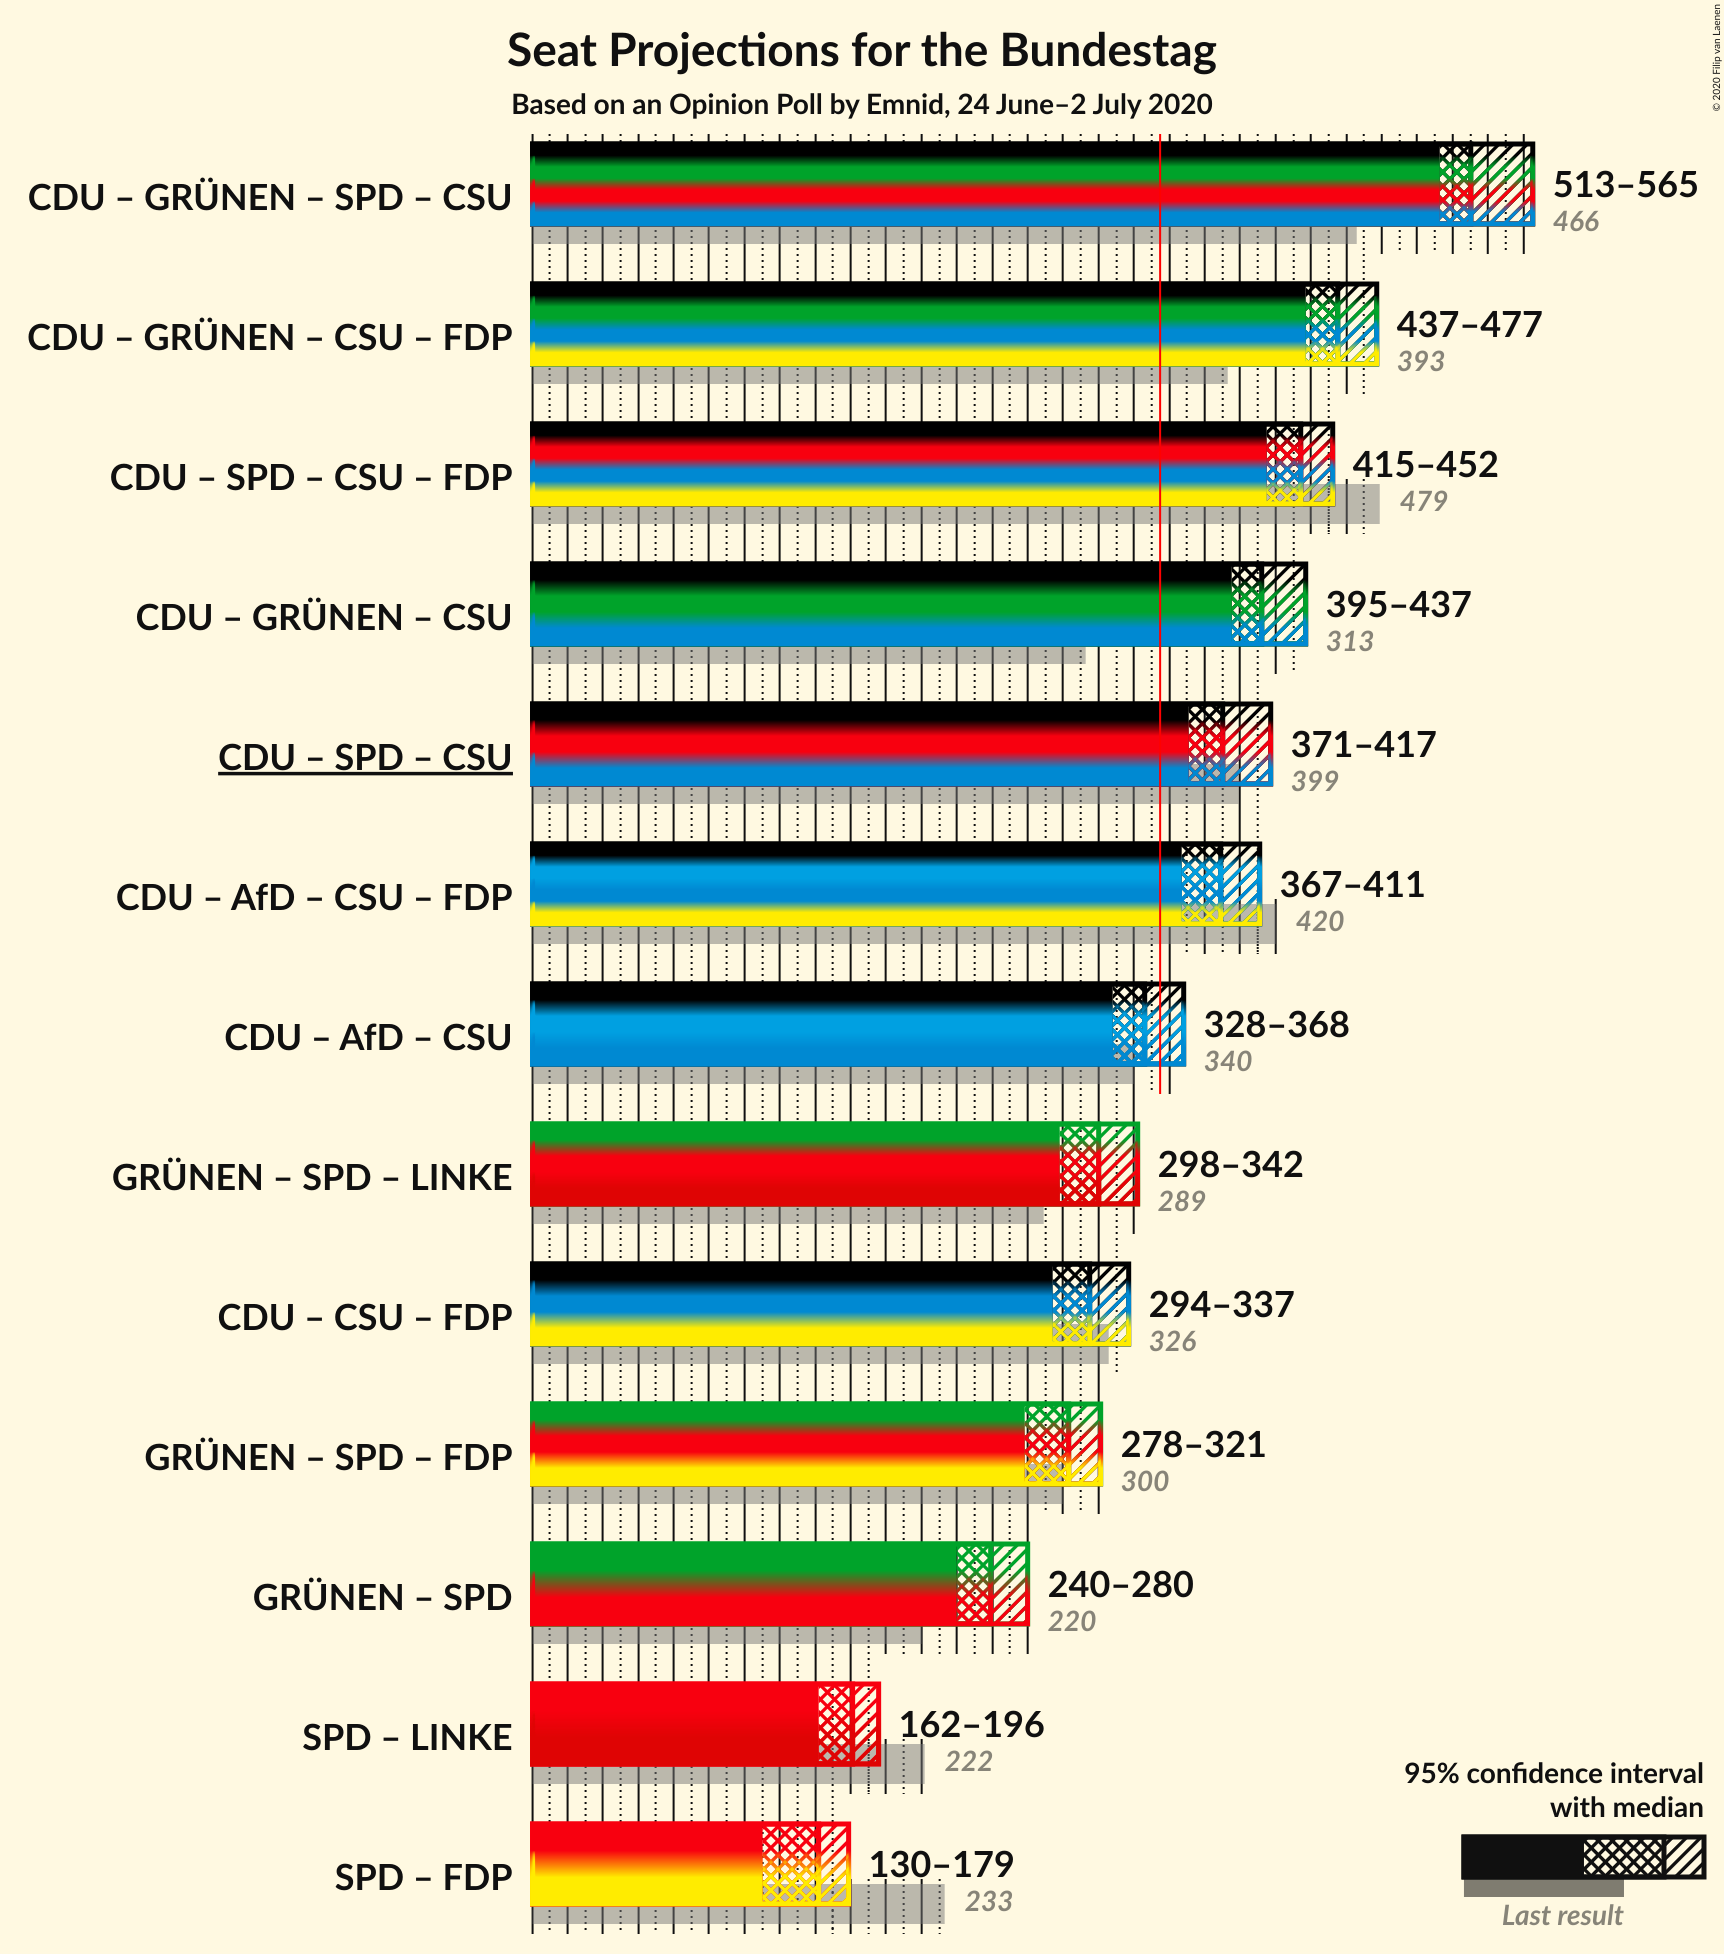 Seat Projections for the Bundestag
Based on an Opinion Poll by Emnid, 24 June–2 July 2020
© 2020 Filip van Laenen
CDU – GRÜNEN – SPD – CSU
513–565
466
CDU – GRÜNEN – CSU – FDP
437–477
393
CDU – SPD – CSU – FDP
415–452
479
CDU – GRÜNEN – CSU
395–437
313
CDU – SPD – CSU
371–417
399
CDU – AfD – CSU – FDP
367–411
420
CDU – AfD – CSU
328–368
340
GRÜNEN – SPD – LINKE
298–342
289
CDU – CSU – FDP
294–337
326
GRÜNEN – SPD – FDP
278–321
300
GRÜNEN – SPD
240–280
220
SPD – LINKE
162–196
222
SPD – FDP
130–179
233
95% confidence interval
with median
Last result